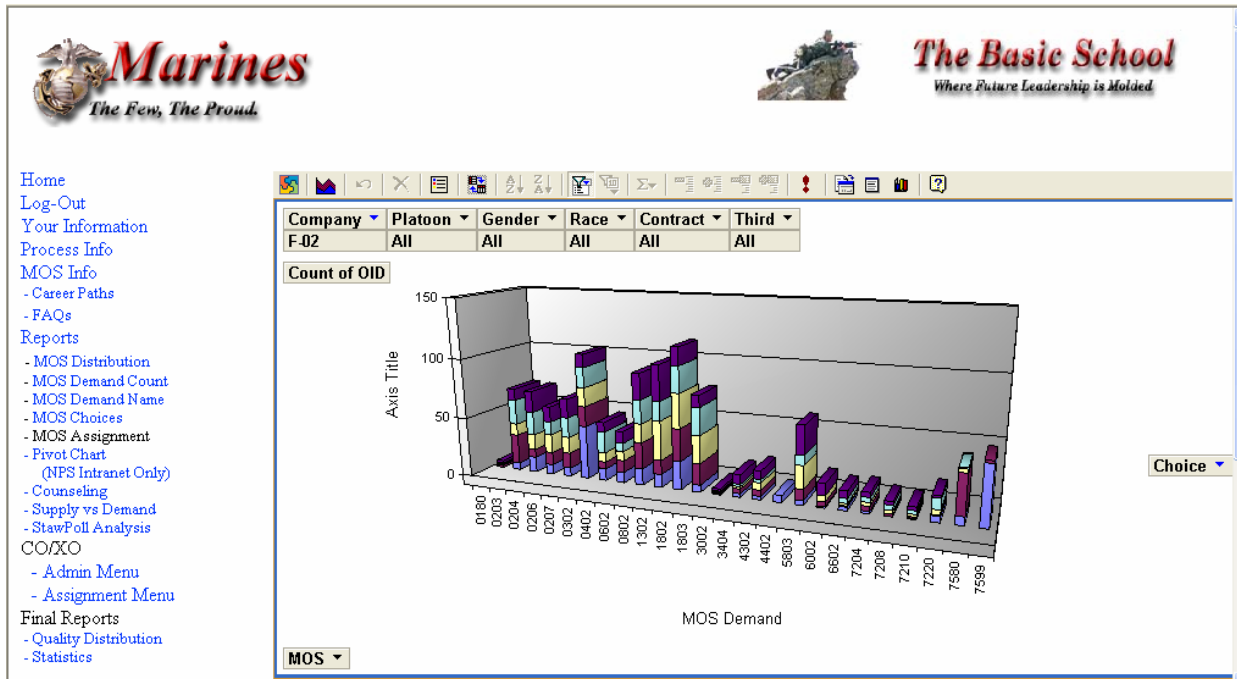 Marines
The Few, The Proud.
The Basic School
Where Future Leadership is Molded
Home
Log-Out
Your Information
Process Info
MOS Info
- Career Paths
- FAQs
Reports
- MOS Distribution
- MOS Demand Count
- MOS Demand Name
- MOS Choices
- MOS Assignment
- Pivot Chart
(NPS Intranet Only)
- Counseling
- Supply vs Demand
- StawPoll Analysis
CO/XO
- Admin Menu
- Assignment Menu
Final Reports
- Quality Distribution
- Statistics
Company Platoon Gender Race Contract Third
F-02 All All All All All
Count of OID
150
100
50
0
Axis Title
0180 0203 0204 0206 0207 0302 0402 0602 0802 1302 1802 1803 3002 3404 4302 4402 5803 6002 6602 7204 7208 7210 7220 7580 7599
MOS Demand
Choice
MOS